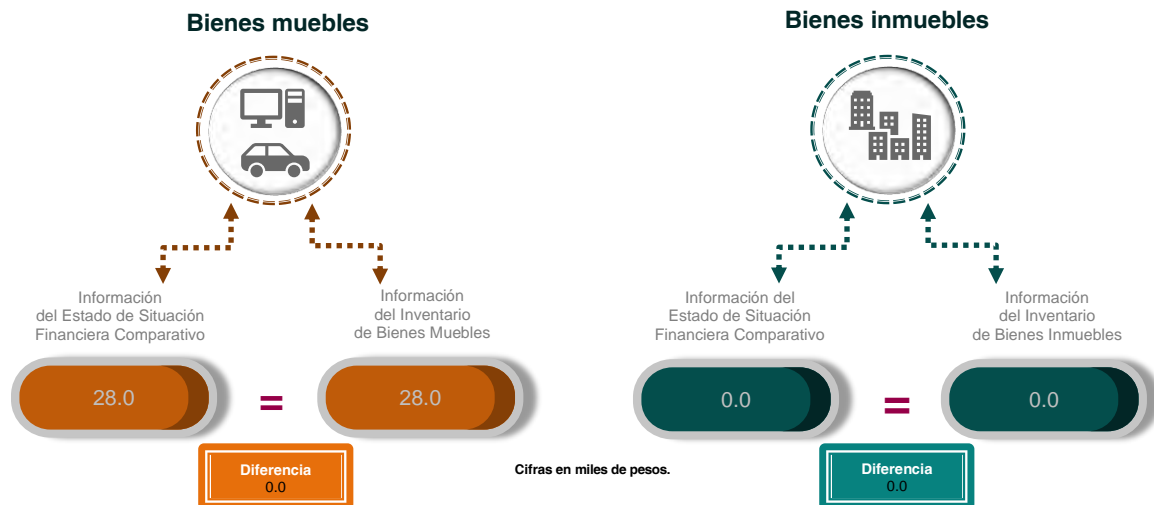 Bienes muebles
Información
del Estado de Situación
Financiera Comparativo
Información
del Inventario
de Bienes Muebles
28.0
=
28.0
Diferencia
0.0
Cifras en miles de pesos.
Bienes inmuebles
Información del
Estado de Situación
Financiera Comparativo
Información
del Inventario
de Bienes Inmuebles
0.0
=
0.0
Diferencia
0.0